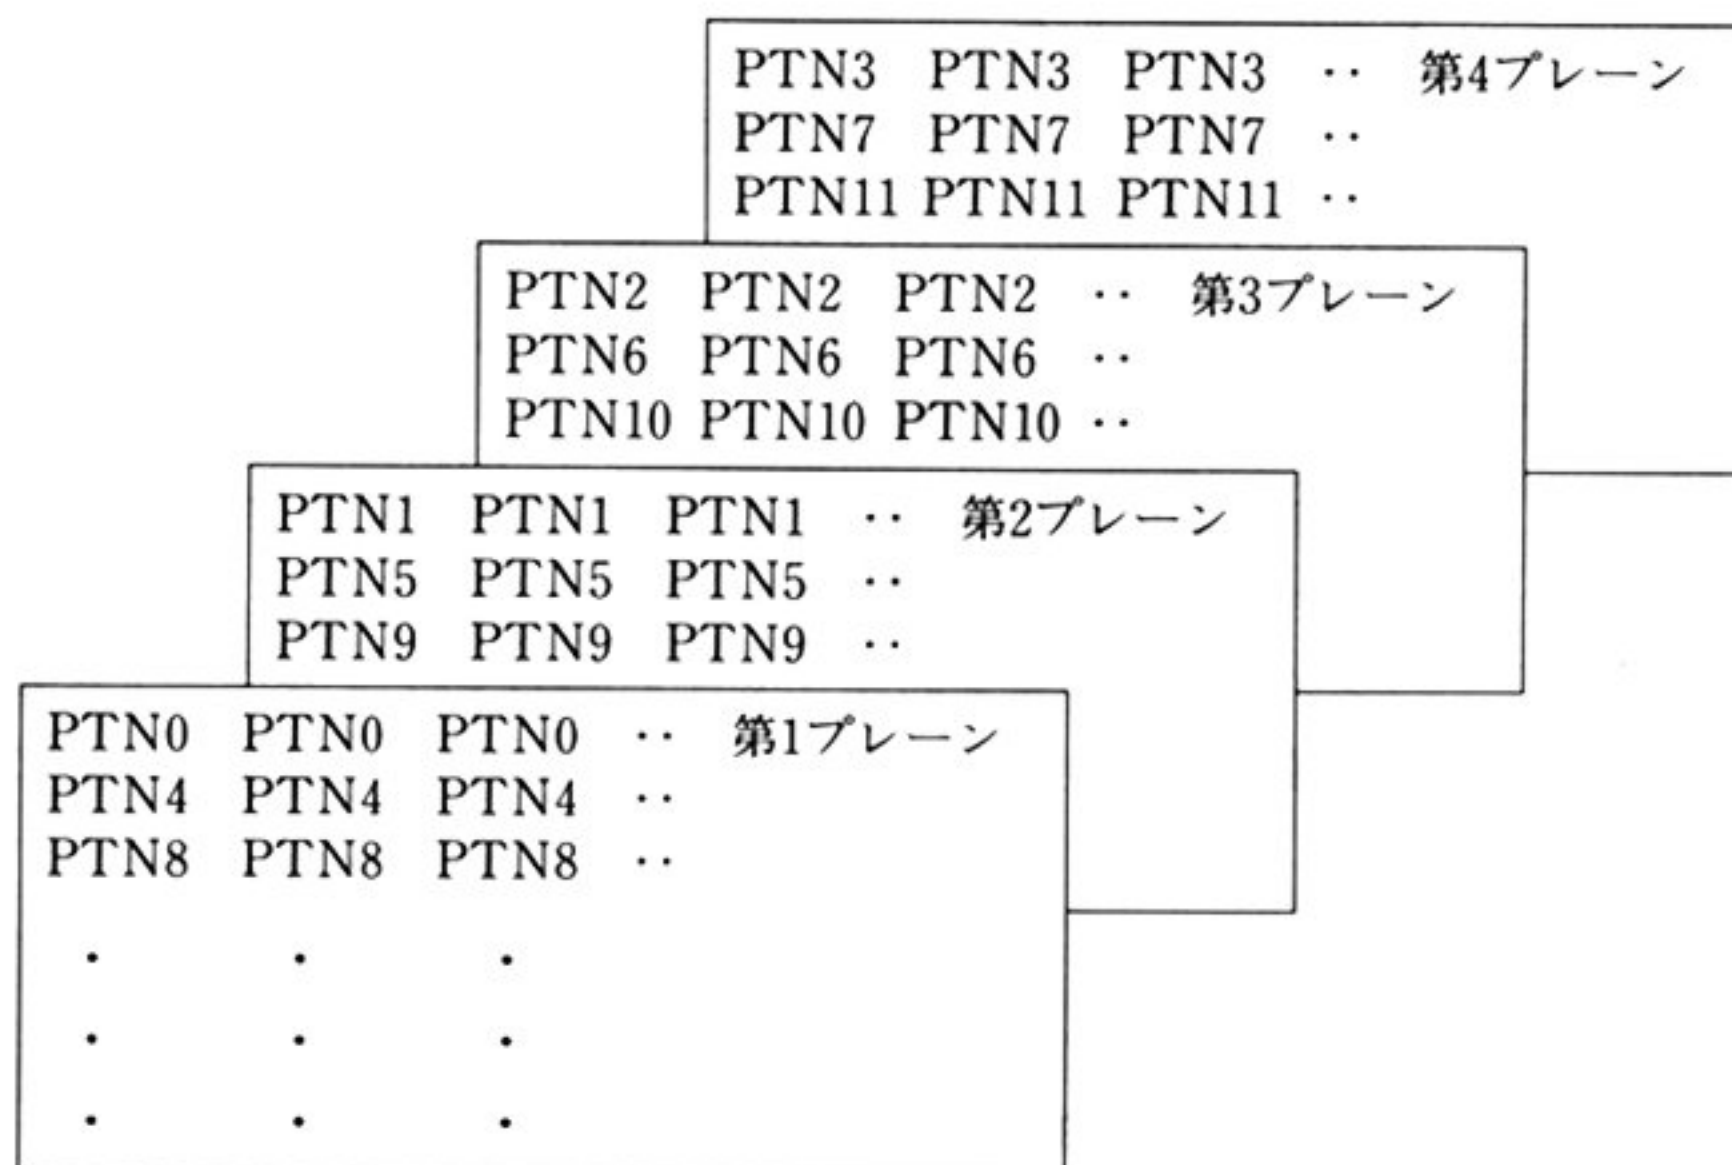 PTN3 PTN3 PTN3 ‥ 第4プレーン
PTN7 PTN7 PTN7 ‥
PTN11 PTN11 PTN11 ‥
PTN2 PTN2 PTN2 ‥ 第3プレーン
PTN6 PTN6 PTN6 ‥
PTN10 PTN10 PTN10 ‥
PTN1 PTN1 PTN1 ‥ 第2プレーン
PTN5 PTN5 PTN5 ‥
PTN9 PTN9 PTN9 ‥
PTN0 PTN0 PTN0 ‥ 第1プレーン
PTN4 PTN4 PTN4 ‥
PTN8 PTN8 PTN8 ‥
・ ・ ・
・ ・ ・
・ ・ ・